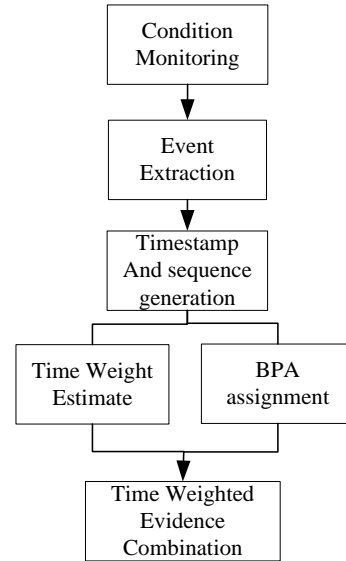 Condition
Monitoring
Event
Extraction
Timestamp
And sequence
generation
Time Weight
Estimate
BPA
assignment
Time Weighted
Evidence
Combination